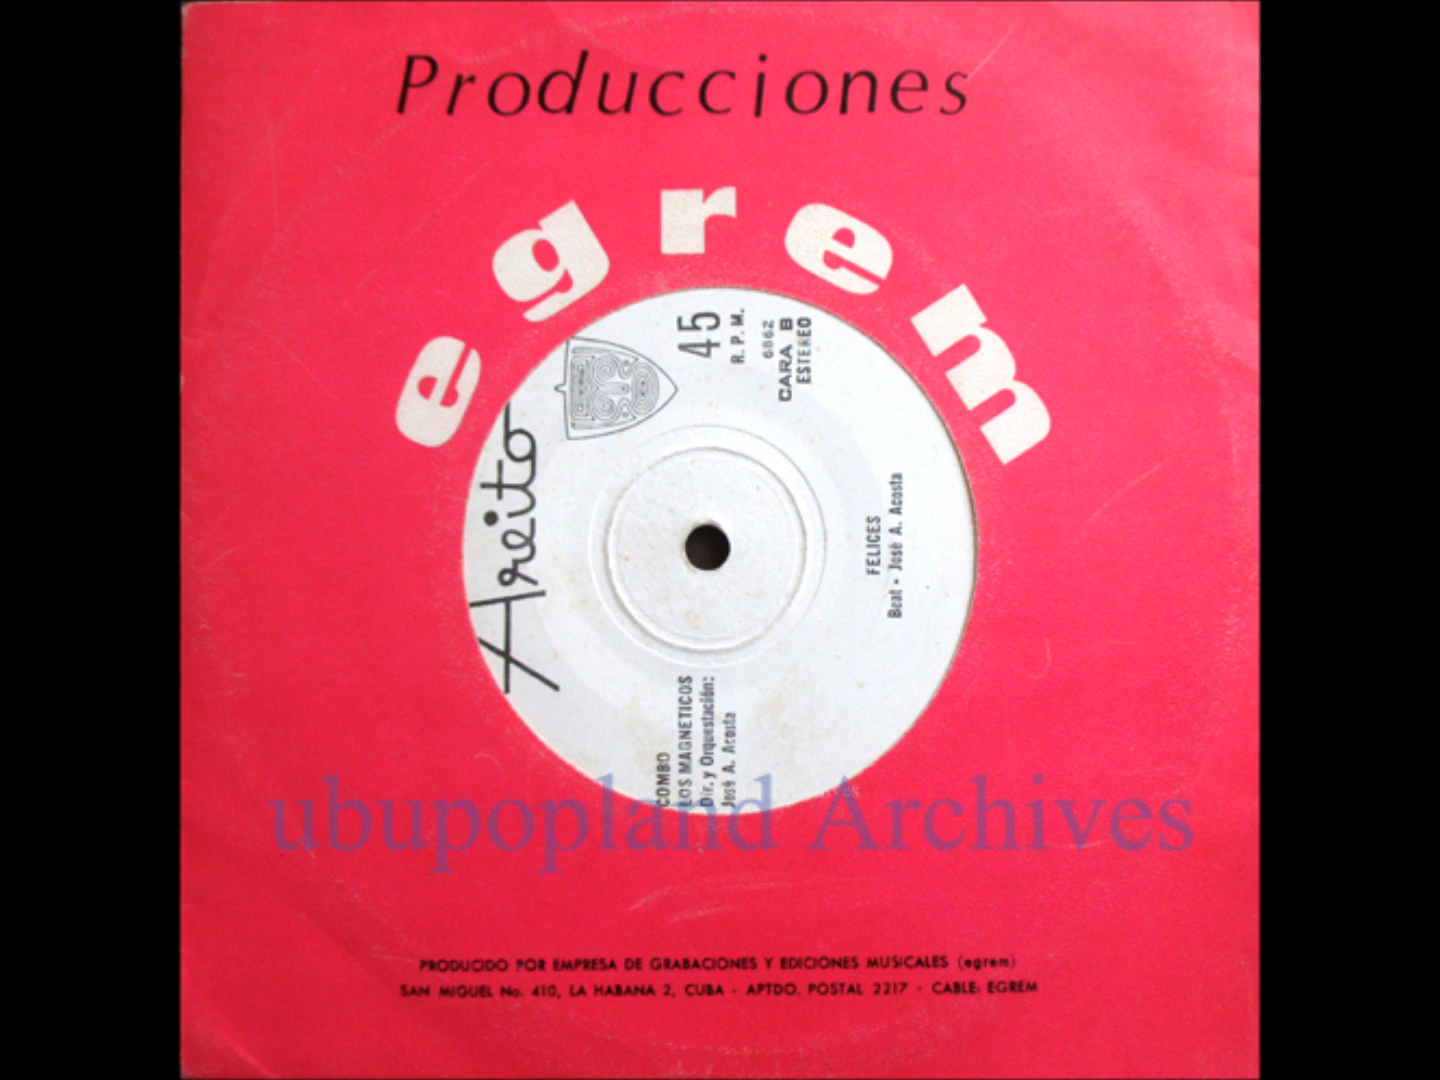 Producciones
egrem
Areito
45
R. P. M.
6862
CARA B
ESTEREO
FELICES
Beat - José A. Acosta
COMBO
LOS MAGNETICOS
Dir. y Orquestación:
José A. Acosta
ubupopland Archives
PRODUCIDO POR EMPRESA DE GRABACIONES Y EDICIONES MUSICALES (egrem)
SAN MIGUEL No. 410, LA HABANA 2, CUBA - APTDO. POSTAL 2217 - CABLE: EGREM